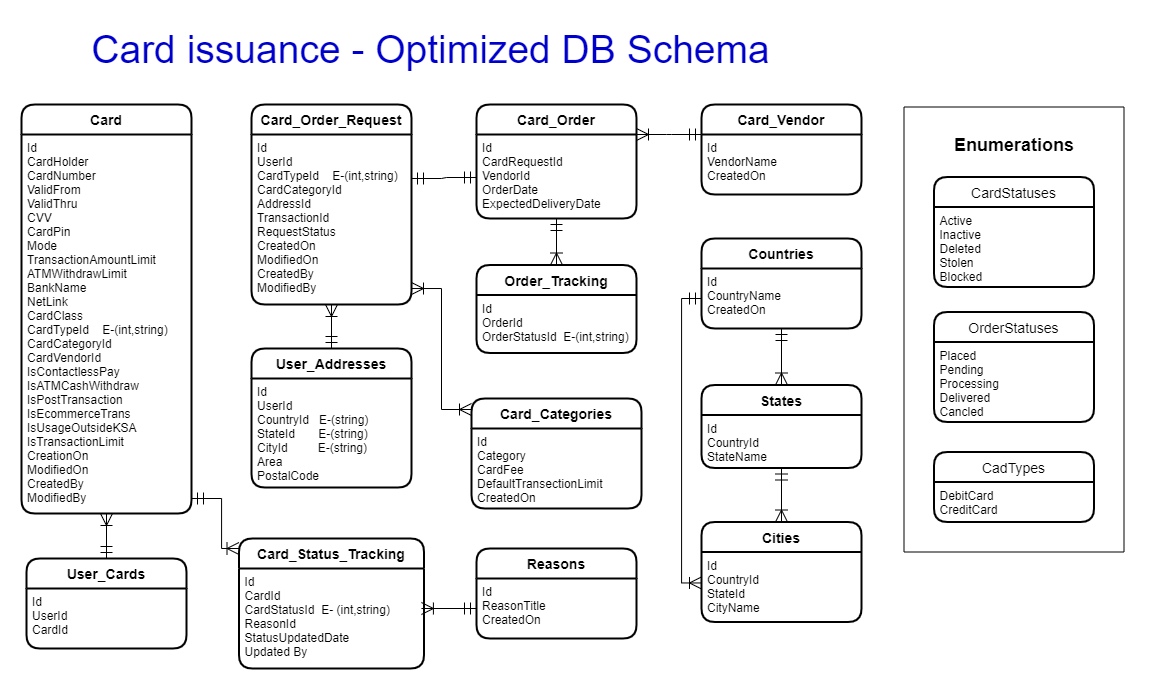 Card issuance - Optimized DB Schema
Card
Id
CardHolder
CardNumber
ValidFrom
ValidThru
CVV
CardPin
Mode
TransactionAmountLimit
ATMWithdrawLimit
BankName
NetLink
CardClass
CardTypeId E-(int,string)
CardCategoryId
CardVendorId
IsContactlessPay
IsATMCashWithdraw
IsPostTransaction
IsEcommerceTrans
IsUsageOutsideKSA
IsTransactionLimit
CreationOn
ModifiedOn
CreatedBy
ModifiedBy
User_Cards
Id
UserId
CardId
Card_Order_Request
Id
UserId
CardTypeId E-(int,string)
CardCategoryId
AddressId
TransactionId
RequestStatus
CreatedOn
ModifiedOn
CreatedBy
ModifiedBy
User_Addresses
Id
UserId
CountryId E-(string)
StateId E-(string)
CityId E-(string)
Area
PostalCode
Card_Status_Tracking
Id
CardId
CardStatusId E- (int,string)
ReasonId
StatusUpdatedDate
Updated By
Card_Order
Id
CardRequestId
VendorId
OrderDate
ExpectedDeliveryDate
Order_Tracking
Id
OrderId
OrderStatusId E-(int,string)
Card_Categories
Id
Category
CardFee
DefaultTransectionLimit
CreatedOn
Reasons
Id
ReasonTitle
CreatedOn
Card_Vendor
Id
VendorName
CreatedOn
Countries
Id
CountryName
CreatedOn
States
Id
CountryId
StateName
Cities
Id
CountryId
StateId
CityName
Enumerations
CardStatuses
Active
Inactive
Deleted
Stolen
Blocked
OrderStatuses
Placed
Pending
Processing
Delivered
Cancled
CadTypes
DebitCard
CreditCard